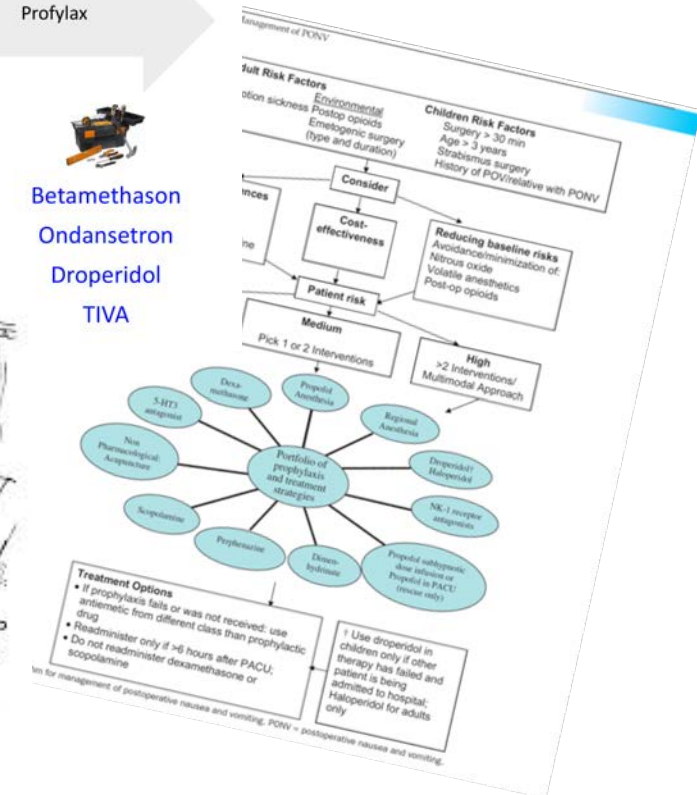 Profylax
Betamethason
Ondansetron
Droperidol
TIVA
Management of PONV
dult Risk Factors
Environmental
otion sickness Postop opioids
Emetogenic surgery
(type and duration)
Children Risk Factors
Surgery > 30 min
Age > 3 years
Strabismus surgery
History of POV/relative with PONV
Consider
nces
ine
Cost-
effectiveness
Reducing baseline risks
Avoidance/minimization of:
Nitrous oxide
Volatile anesthetics
Post-op opioids
Patient risk
Medium
Pick 1 or 2 Interventions
High
>2 Interventions/
Multimodal Approach
Dexa-
methasone
Propofol
Anesthesia
5-HT3
antagonist
Regional
Anesthesia
Non
Pharmacological:
Acupuncture
Portfolio of
prophylaxis
and treatment
strategies
Droperidol†
Haloperidol
NK-1 receptor
antagonists
Scopolamine
Perphenazine
Dimen-
hydrinate
Propofol subhypnotic
dose infusion or
Propofol in PACU
(rescue only)
Treatment Options
• If prophylaxis fails or was not received: use
antiemetic from different class than prophylactic
drug
• Readminister only if >6 hours after PACU;
• Do not readminister dexamethasone or
scopolamine
† Use droperidol in
children only if other
therapy has failed and
patient is being
admitted to hospital;
Haloperidol for adults
only
hm for management of postoperative nausea and vomiting. PONV = postoperative nausea and vomiting.